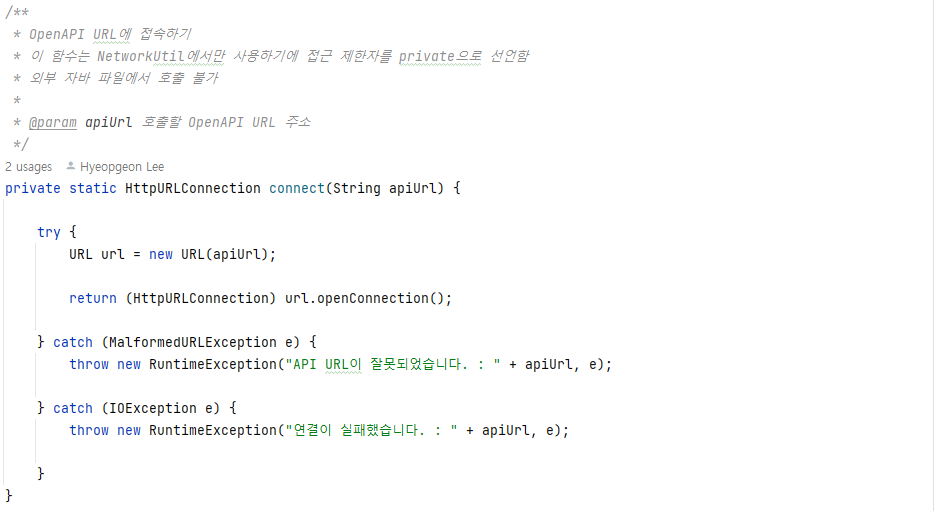 /**
 * OpenAPI URL에 접속하기
 * 이 함수는 NetworkUtil에서만 사용하기에 접근 제한자를 private으로 선언함
 * 외부 자바 파일에서 호출 불가
 *
 * @param apiUrl 호출할 OpenAPI URL 주소
 */
2 usages Hyeopgeon Lee
private static HttpURLConnection connect(String apiUrl) {
    try {
        URL url = new URL(apiUrl);
        return (HttpURLConnection) url.openConnection();
    } catch (MalformedURLException e) {
        throw new RuntimeException("API URL이 잘못되었습니다. : " + apiUrl, e);
    } catch (IOException e) {
        throw new RuntimeException("연결이 실패했습니다. : " + apiUrl, e);
    }
}